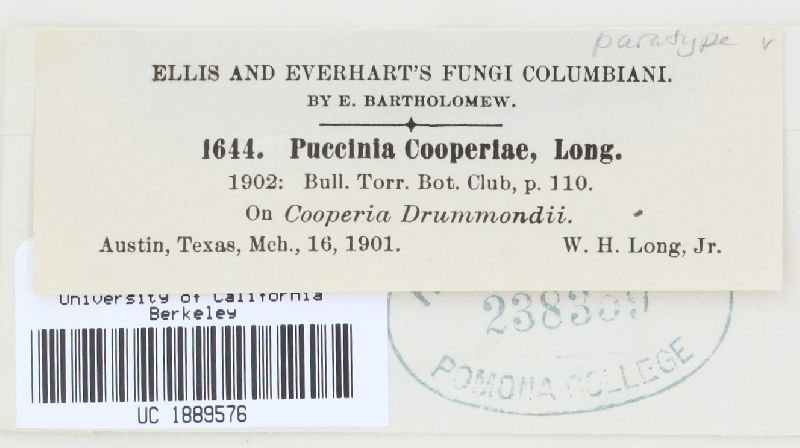 paratype v
ELLIS AND EVERHART'S FUNGI COLUMBIANI.
BY E. BARTHOLOMEW.
1644. Puccinia Cooperiae, Long.
1902: Bull. Torr. Bot. Club, p. 110.
On Cooperia Drummondii.
Austin, Texas, Mch., 16, 1901. W. H. Long, Jr.
University of California
Berkeley
UC 1889576
238359
POMONA COLLEGE